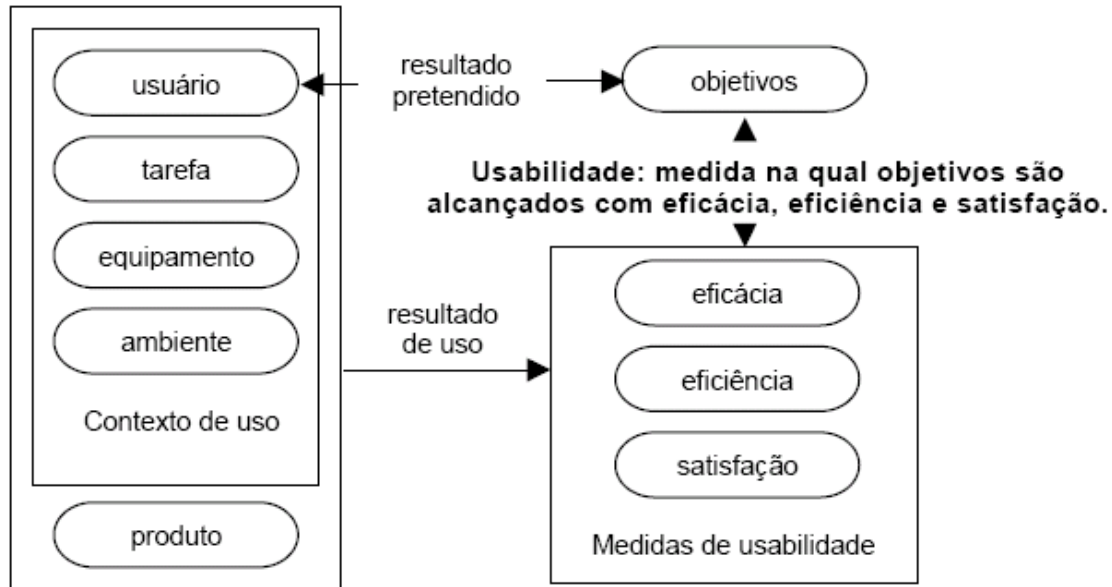 usuário
tarefa
equipamento
ambiente
Contexto de uso
produto
resultado
pretendido
objetivos
Usabilidade: medida na qual objetivos são
alcançados com eficácia, eficiência e satisfação.
resultado
de uso
eficácia
eficiência
satisfação
Medidas de usabilidade